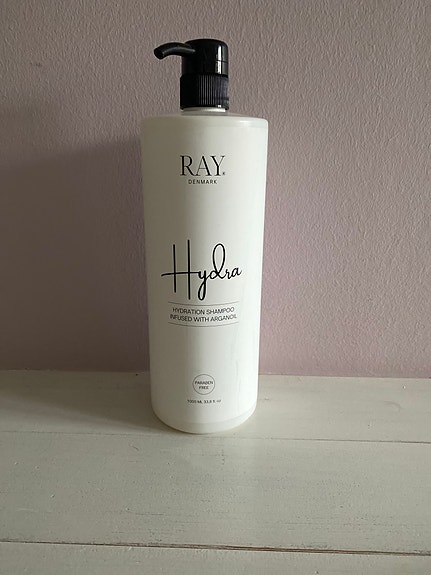 RAY®
DENMARK
Hydra
HYDRATION SHAMPOO
INFUSED WITH ARGANOIL
PARABEN
FREE
1000 ML 33,8 fl. oz